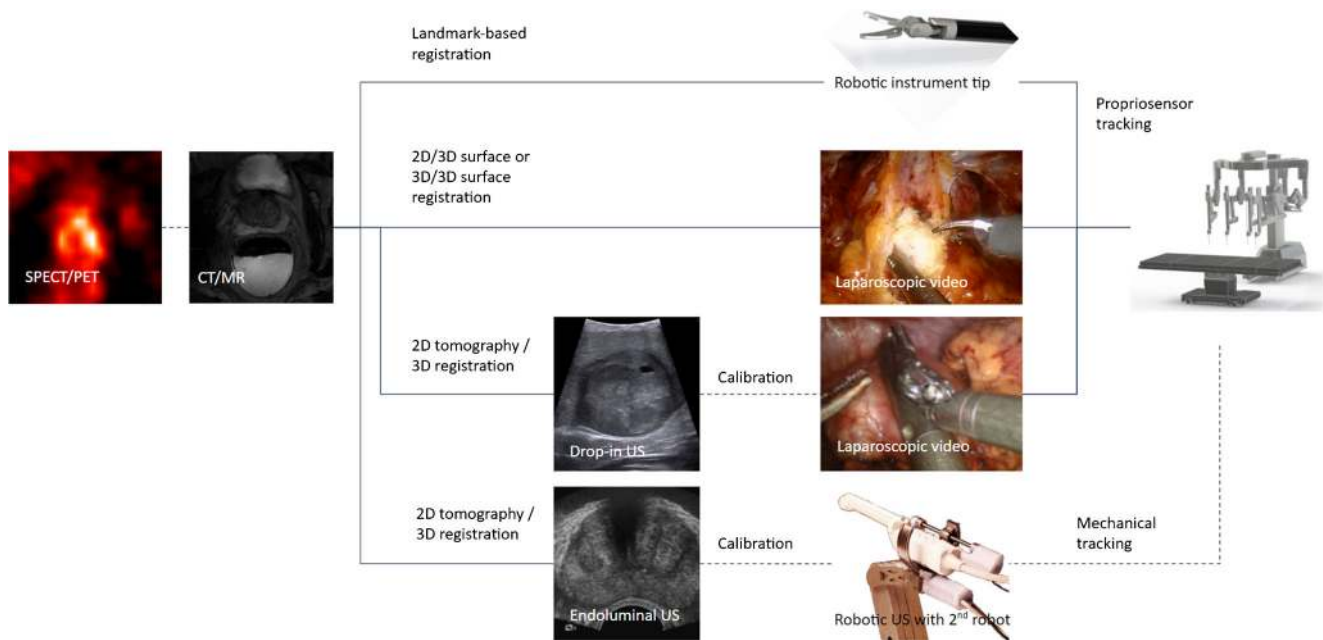 Landmark-based
registration
Robotic instrument tip
Propriosensor
tracking
2D/3D surface or
3D/3D surface
registration
SPECT/PET
CT/MR
Laparoscopic video
2D tomography /
3D registration
Calibration
Drop-in US
Laparoscopic video
2D tomography /
3D registration
Calibration
Mechanical
tracking
Endoluminal US
Robotic US with 2nd robot